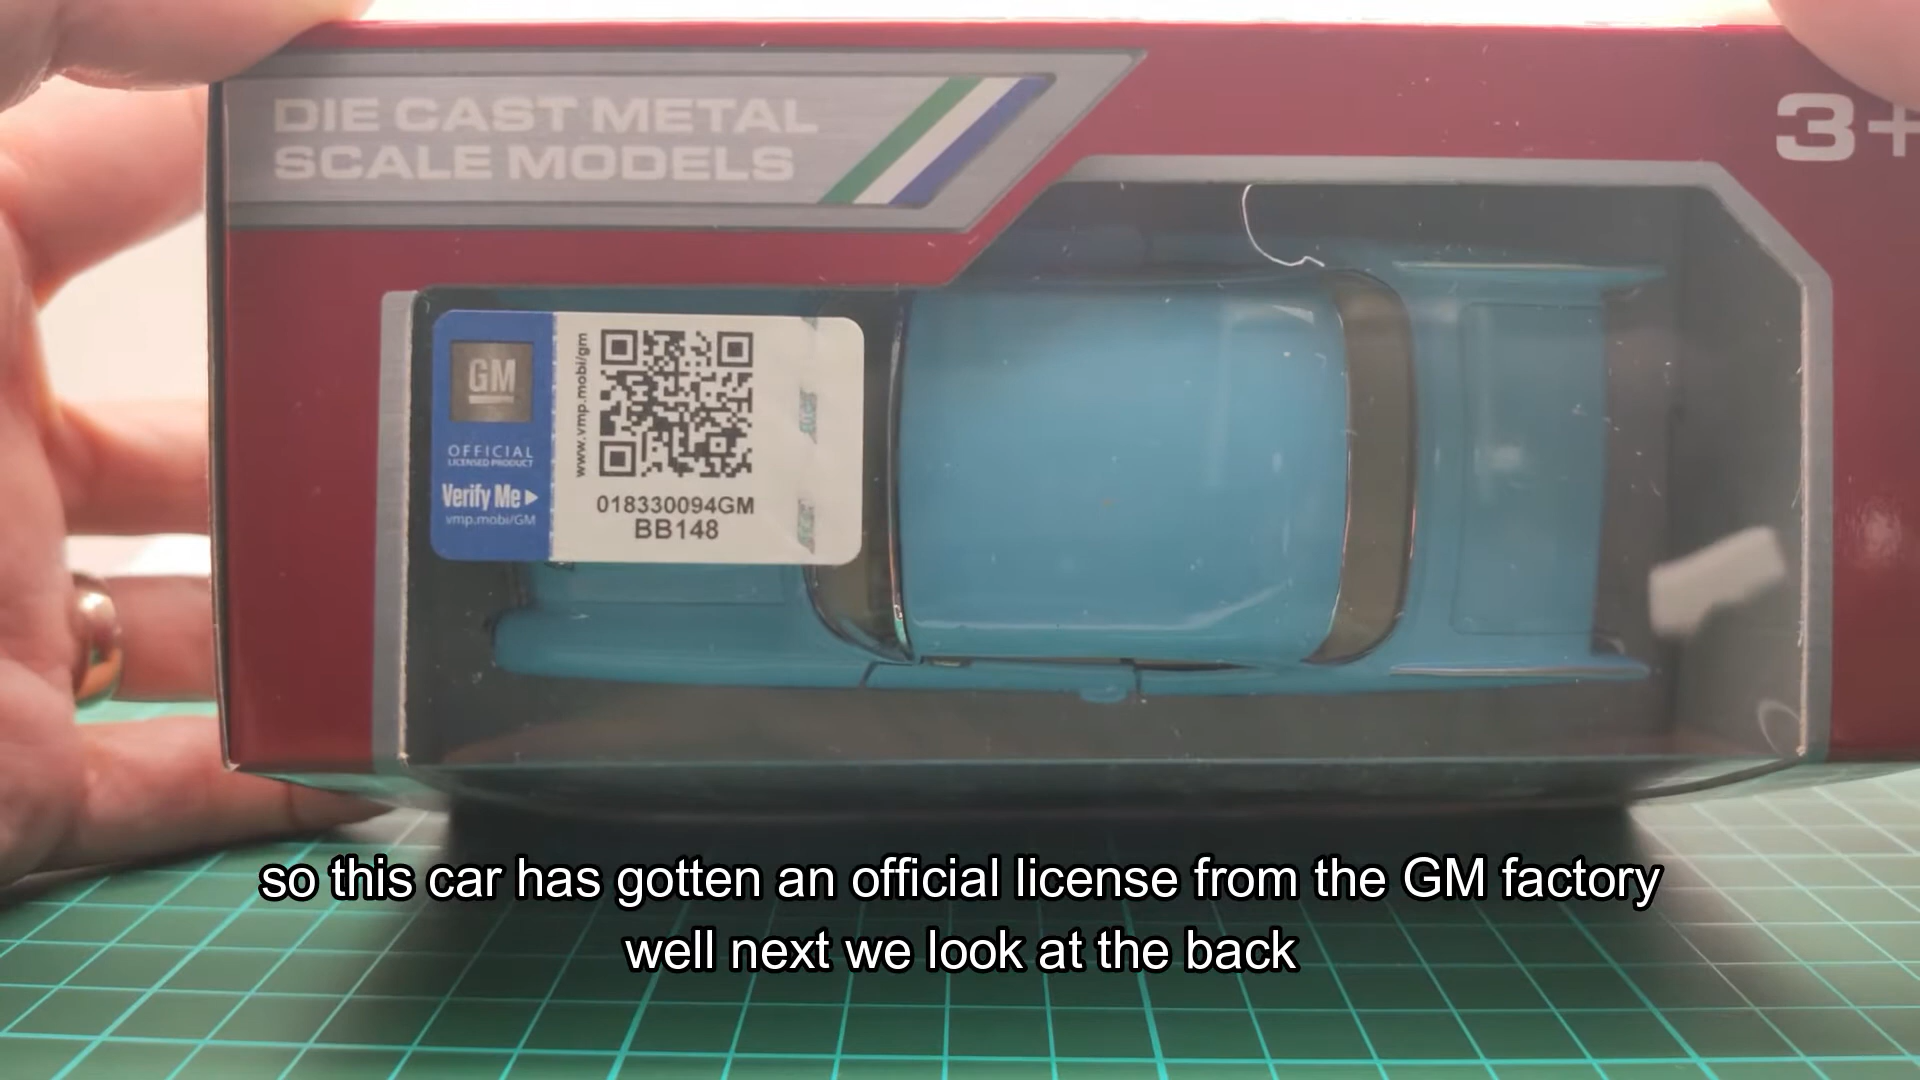 DIE CAST METAL
SCALE MODELS
3+
GM
OFFICIAL
LICENSED PRODUCT
Verify Me
vmp.mobi/GM
www.vmp.mobi/gm
018330094GM
BB148
so this car has gotten an official license from the GM factory
well next we look at the back